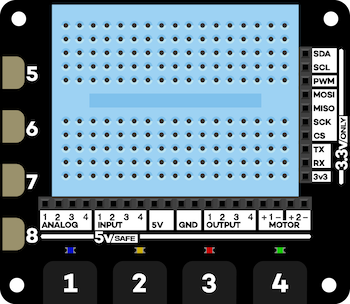 SDA
SCL
PWM
MOSI
MISO
SCK
CS
TX
RX
3v3
3.3v ONLY
5
6
7
8
1 2 3 4 1 2 3 4 5V GND 1 2 3 4 +1- +2-
ANALOG INPUT OUTPUT MOTOR
5v SAFE
1 2 3 4